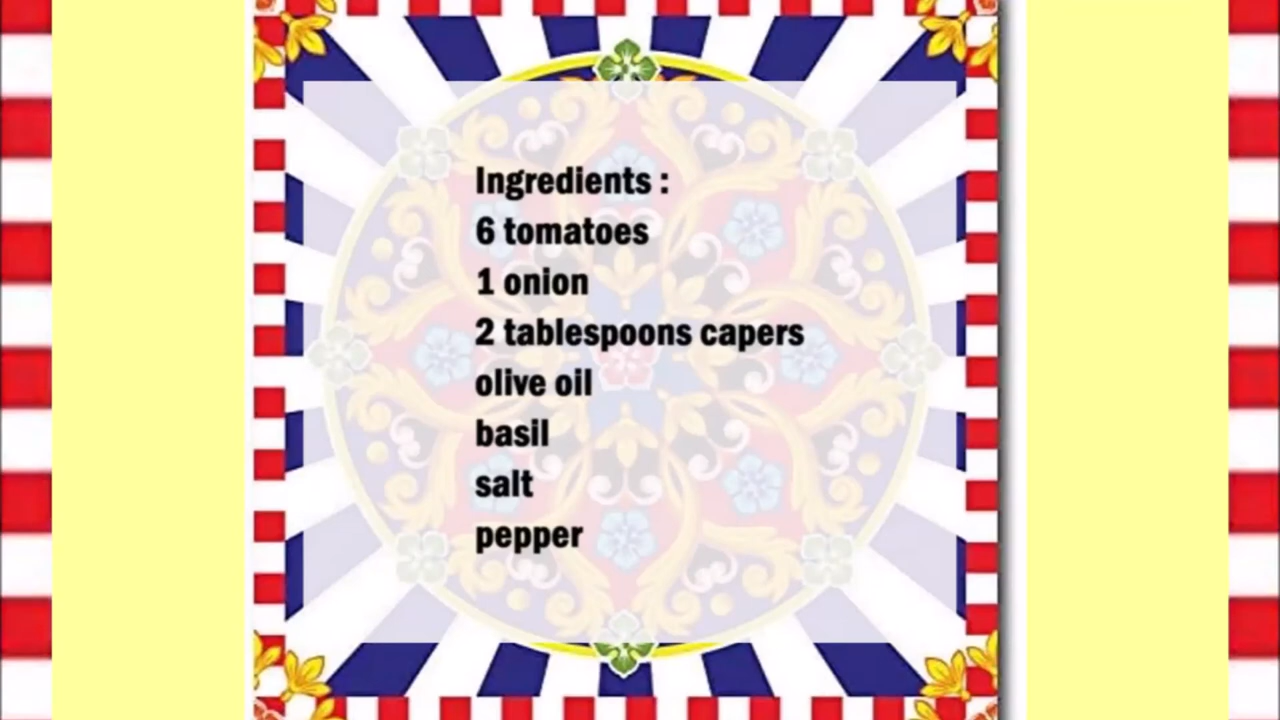 Ingredients :
6 tomatoes
1 onion
2 tablespoons capers
olive oil
basil
salt
pepper